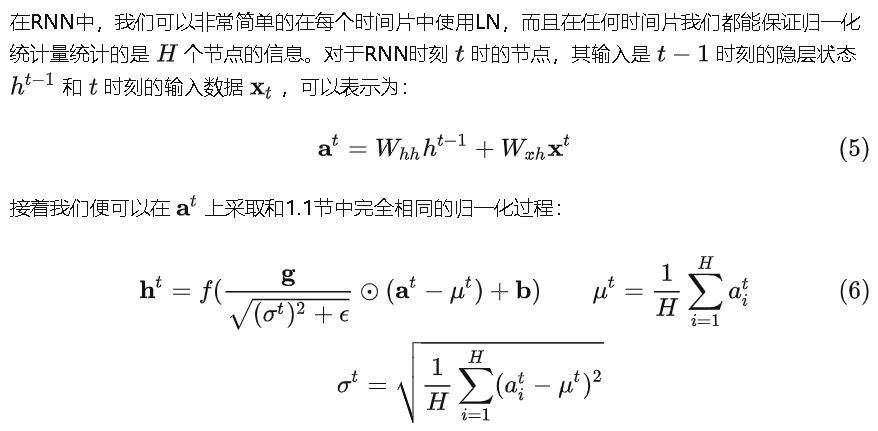 在RNN中，我们可以非常简单的在每个时间片中使用LN，而且在任何时间片我们都能保证归一化
统计量统计的是 $H$ 个节点的信息。对于RNN时刻 $t$ 时的节点，其输入是 $t-1$ 时刻的隐层状态
$h^{t-1}$ 和 $t$ 时刻的输入数据 $\mathbf{x}_t$ ，可以表示为：
$\mathbf{a}^t = W_{hh}h^{t-1} + W_{xh}\mathbf{x}^t$ (5)
接着我们便可以在 $\mathbf{a}^t$ 上采取和1.1节中完全相同的归一化过程：
$\mathbf{h}^t = f(\frac{\mathbf{g}}{\sqrt{(\sigma^t)^2+\epsilon}} \odot (\mathbf{a}^t - \mu^t) + \mathbf{b}) \quad \mu^t = \frac{1}{H}\sum_{i=1}^{H} a_i^t$ (6)
$\sigma^t = \sqrt{\frac{1}{H}\sum_{i=1}^{H}(a_i^t - \mu^t)^2}$